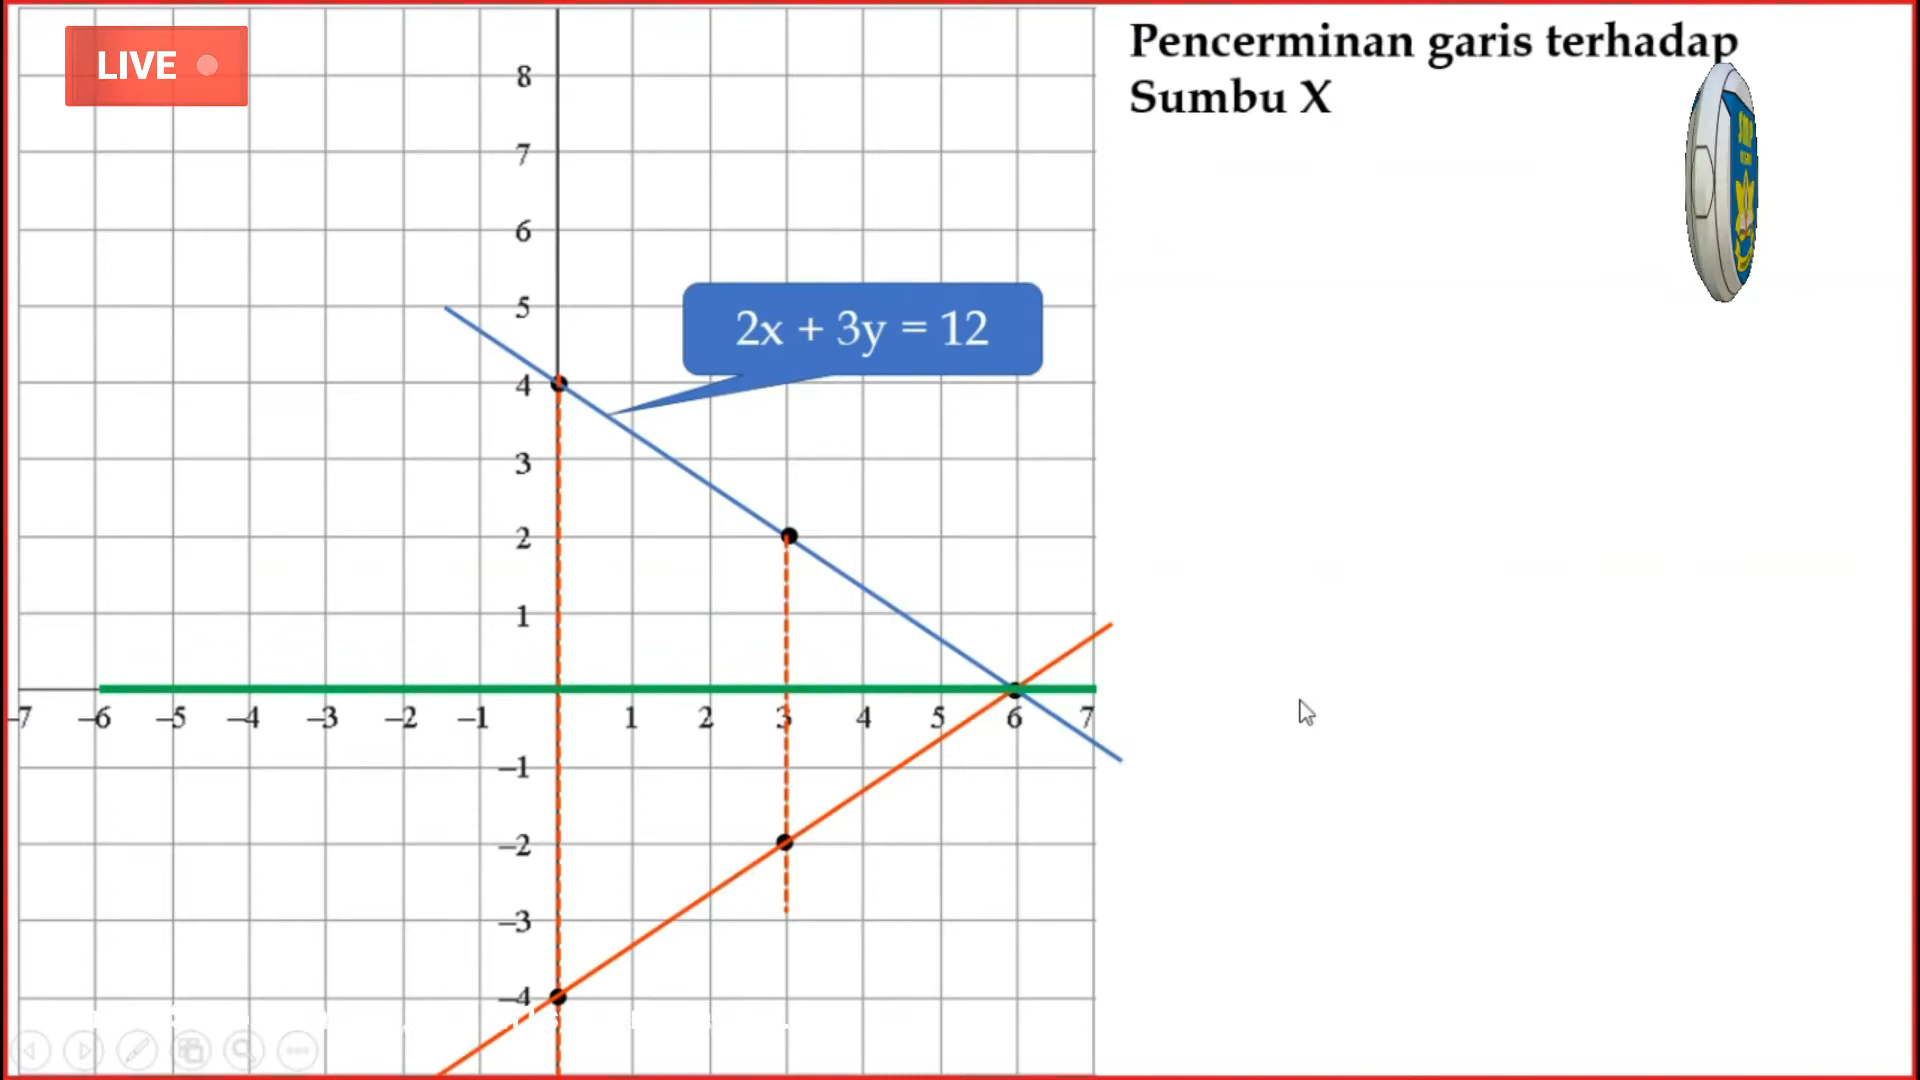 LIVE
Pencerminan garis terhadap
Sumbu X
SMP
8
7
6
5
2x + 3y = 12
4
3
2
1
–7 –6 –5 –4 –3 –2 –1 1 2 3 4 5 6 7
–1
–2
–3
–4